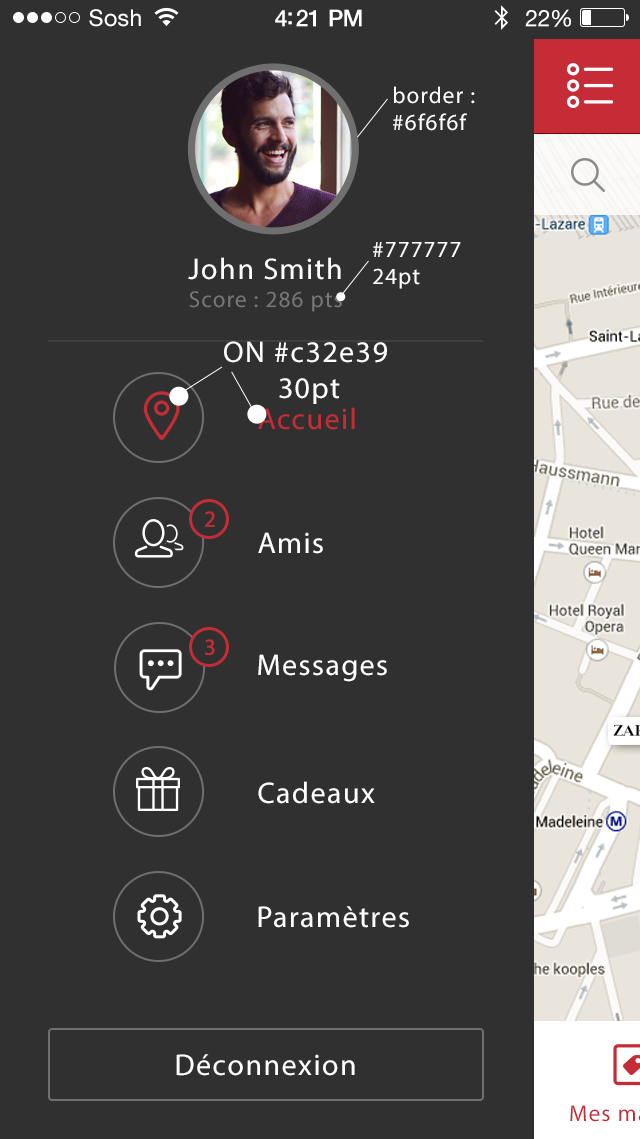 Sosh 4:21 PM 22%
border :
#6f6f6f
John Smith
Score : 286 pts
#777777
24pt
ON #c32e39
30pt
Accueil
2
Amis
3
Messages
Cadeaux
Paramètres
Déconnexion
-Lazare
Rue Intérieure
Saint-La
Rue de
Haussmann
Hotel
Queen Mar
Hotel Royal
Opera
ZAR
deleine
Madeleine M
he kooples
Mes ma